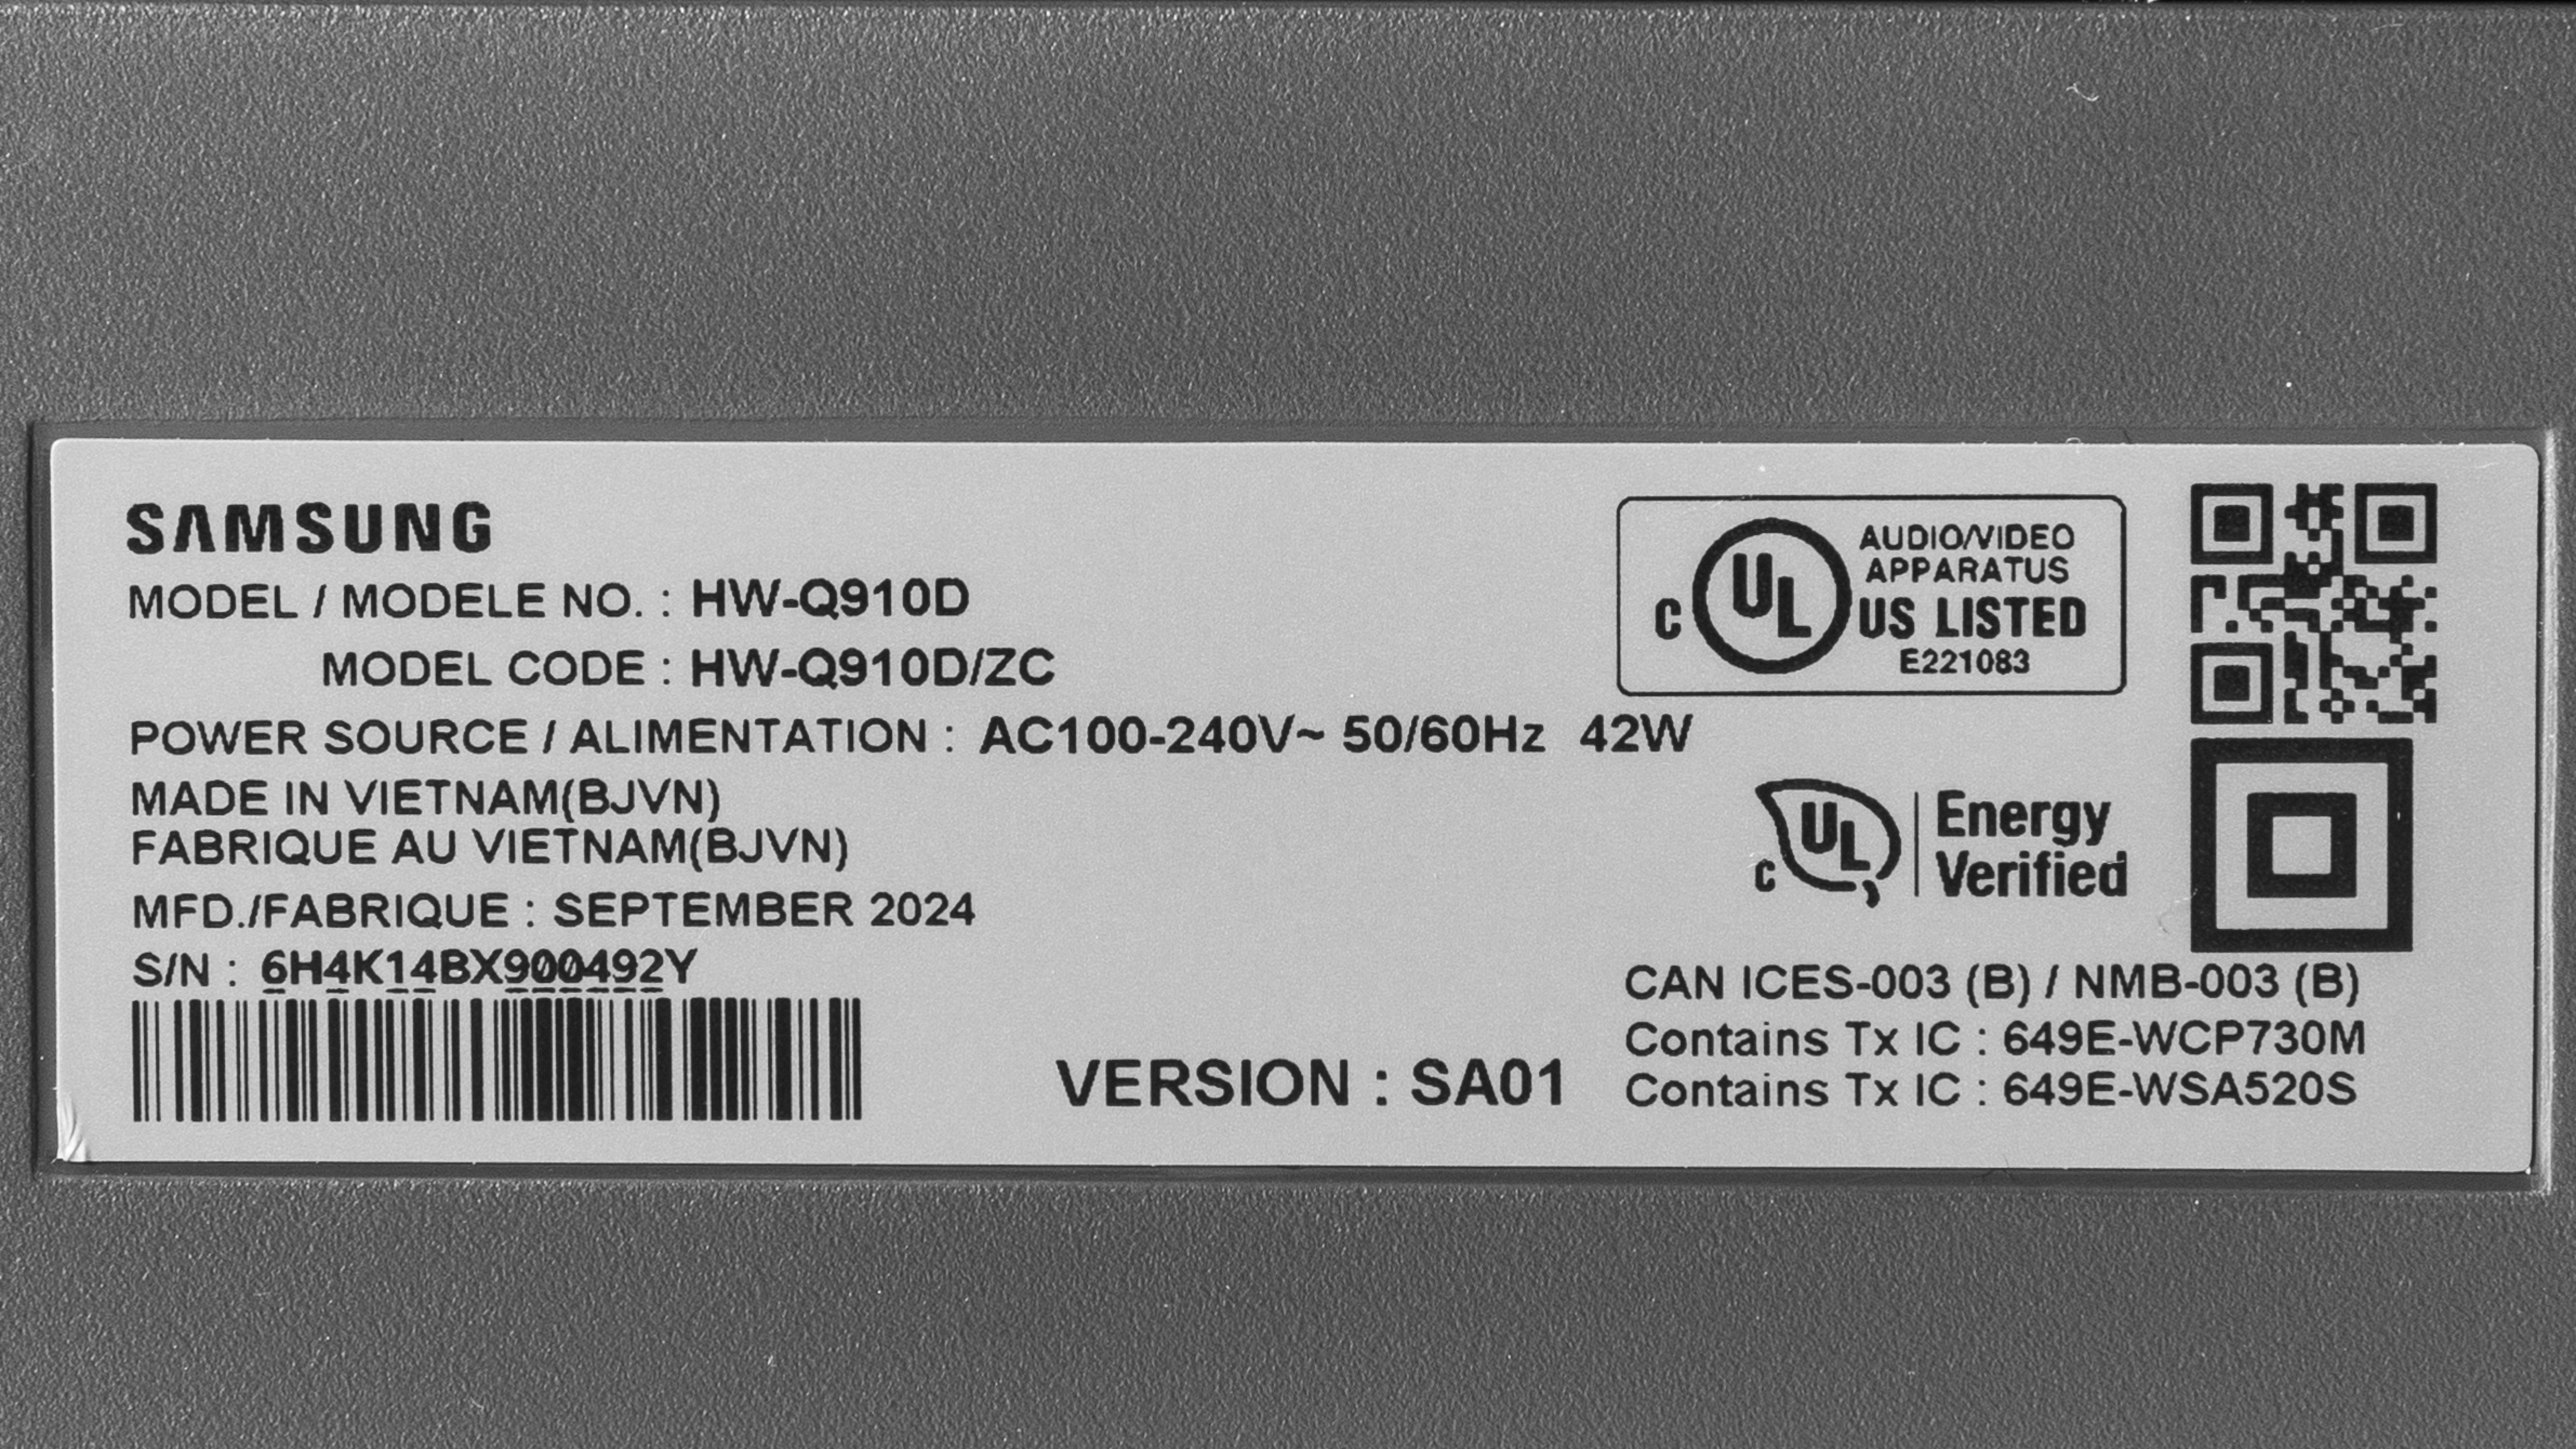 SAMSUNG
MODEL / MODELE NO. : HW-Q910D
MODEL CODE : HW-Q910D/ZC
POWER SOURCE / ALIMENTATION : AC100-240V~ 50/60Hz 42W
MADE IN VIETNAM(BJVN)
FABRIQUE AU VIETNAM(BJVN)
MFD./FABRIQUE : SEPTEMBER 2024
S/N : 6H4K14BX900492Y
VERSION : SA01
C UL US LISTED
AUDIO/VIDEO
APPARATUS
E221083
C UL
Energy
Verified
CAN ICES-003 (B) / NMB-003 (B)
Contains Tx IC : 649E-WCP730M
Contains Tx IC : 649E-WSA520S